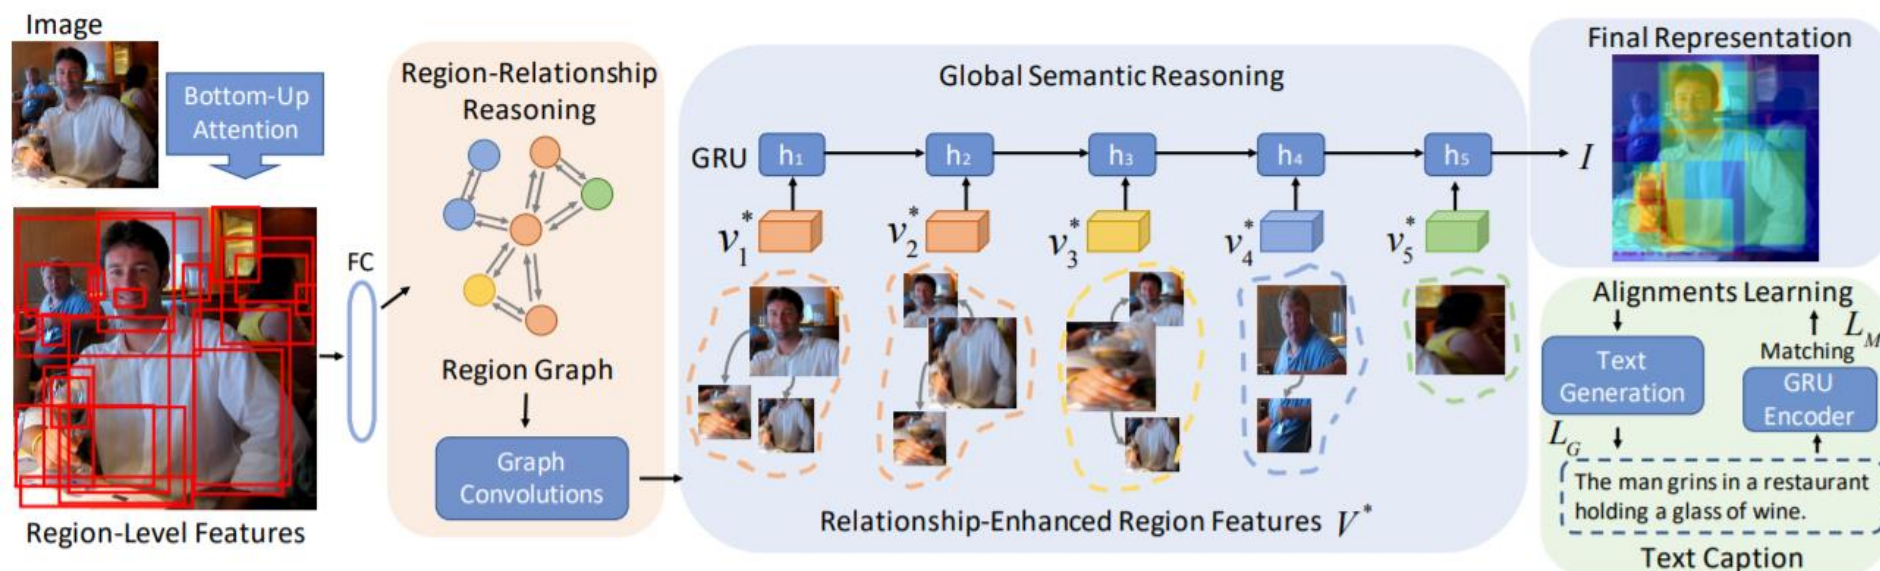 Image
Bottom-Up
Attention
Region-Level Features
FC
Region-Relationship
Reasoning
Region Graph
Graph
Convolutions
Global Semantic Reasoning
GRU
h₁
h₂
h₃
h₄
h₅
I
v₁*
v₂*
v₃*
v₄*
v₅*
Relationship-Enhanced Region Features V*
Final Representation
Alignments Learning
Text
Generation
L_G
L_M
Matching
GRU
Encoder
The man grins in a restaurant
holding a glass of wine.
Text Caption